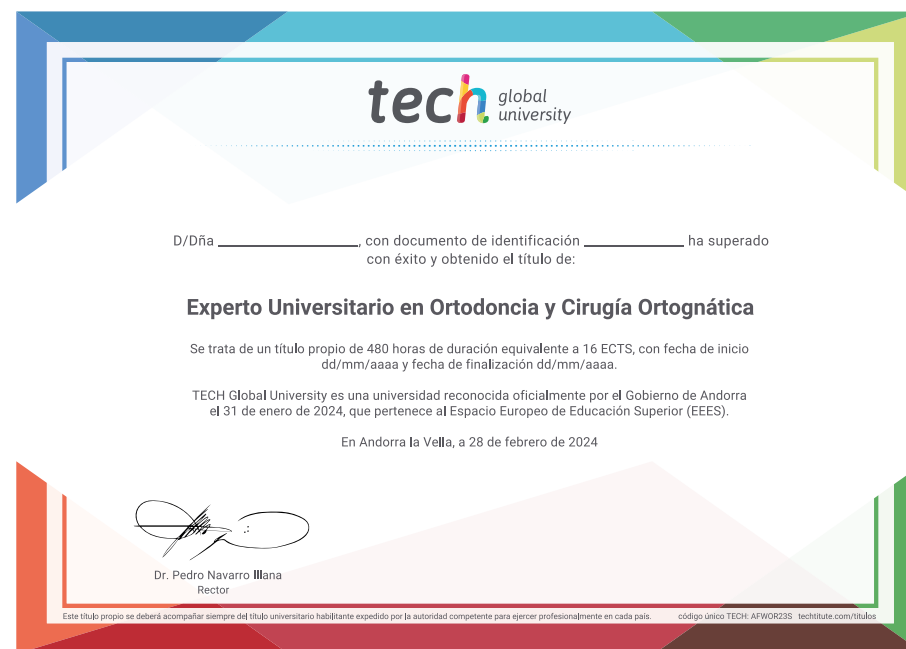 tech global university
D/Dña ____________________, con documento de identificación ______________ ha superado
con éxito y obtenido el título de:
Experto Universitario en Ortodoncia y Cirugía Ortognática
Se trata de un título propio de 480 horas de duración equivalente a 16 ECTS, con fecha de inicio
dd/mm/aaaa y fecha de finalización dd/mm/aaaa.
TECH Global University es una universidad reconocida oficialmente por el Gobierno de Andorra
el 31 de enero de 2024, que pertenece al Espacio Europeo de Educación Superior (EEES).
En Andorra la Vella, a 28 de febrero de 2024
Dr. Pedro Navarro Illana
Rector
Este título propio se deberá acompañar siempre del título universitario habilitante expedido por la autoridad competente para ejercer profesionalmente en cada país. código único TECH: AFWOR23S techtitute.com/titulos